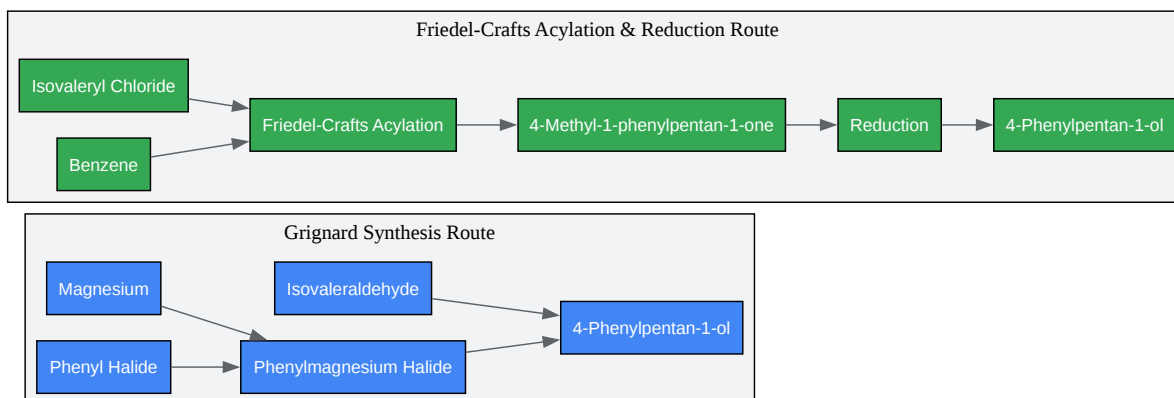 Friedel-Crafts Acylation & Reduction Route
Isovaleryl Chloride
Benzene
Friedel-Crafts Acylation
4-Methyl-1-phenylpentan-1-one
Reduction
4-Phenylpentan-1-ol
Grignard Synthesis Route
Magnesium
Phenyl Halide
Isovaleraldehyde
Phenylmagnesium Halide
4-Phenylpentan-1-ol